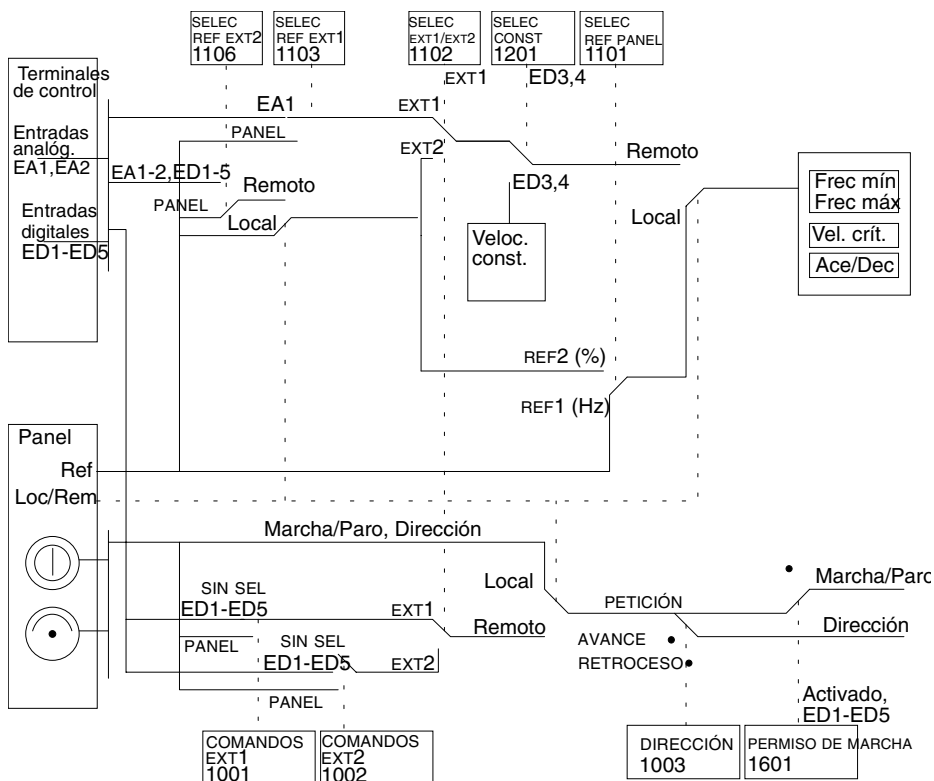 SELEC
REF EXT2
1106
SELEC
REF EXT1
1103
SELEC
EXT1/EXT2
1102
SELEC
CONST
1201
SELEC
REF PANEL
1101
Terminales
de control
Entradas
analóg.
EA1,EA2
Entradas
digitales
ED1-ED5
EXT1
ED3,4
EA1
EXT1
PANEL
EXT2
Remoto
EA1-2,ED1-5
Remoto
ED3,4
PANEL
Local
Local
Veloc.
const.
Frec mín
Frec máx
Vel. crít.
Ace/Dec
REF2 (%)
REF1 (Hz)
Panel
Ref
Loc/Rem
Marcha/Paro, Dirección
Local
Marcha/Paro
SIN SEL
ED1-ED5
EXT1
PETICIÓN
Remoto
Dirección
PANEL
SIN SEL
ED1-ED5
EXT2
AVANCE
RETROCESO
PANEL
Activado,
ED1-ED5
COMANDOS
EXT1
1001
COMANDOS
EXT2
1002
DIRECCIÓN
1003
PERMISO DE MARCHA
1601